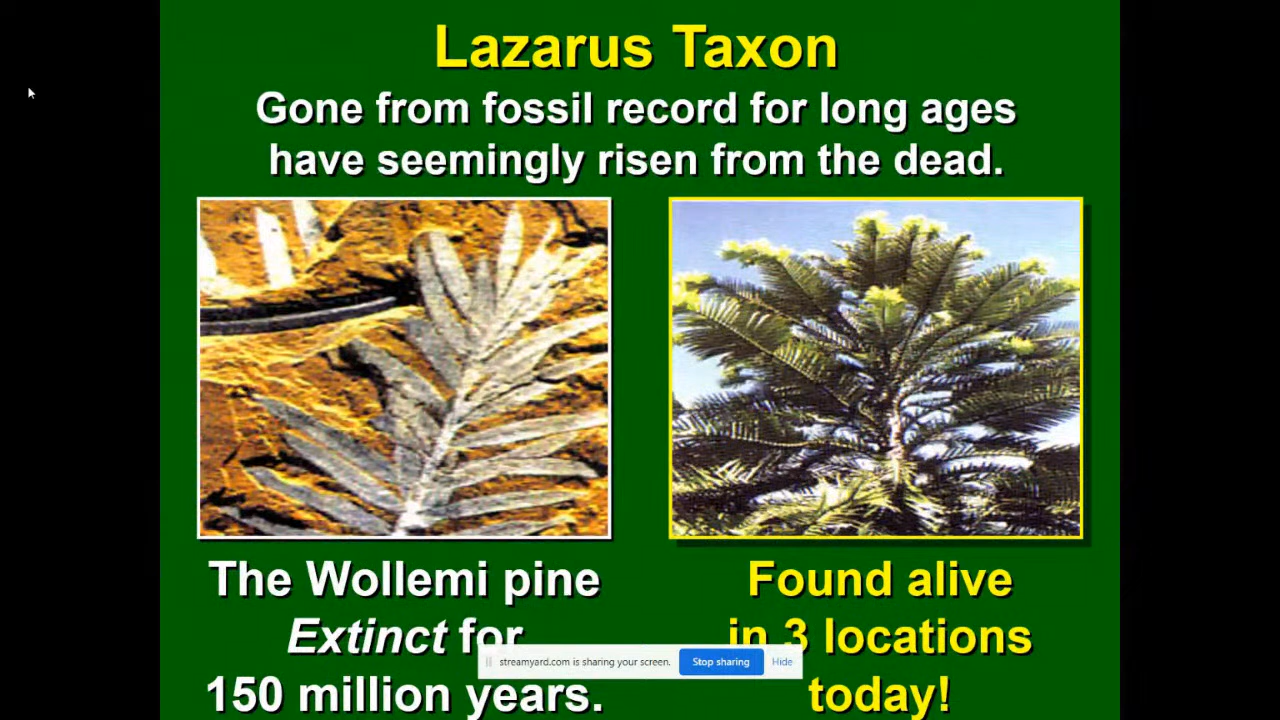 Lazarus Taxon
Gone from fossil record for long ages
have seemingly risen from the dead.
The Wollemi pine
Extinct for
150 million years.
Found alive
in 3 locations
today!
streamyard.com is sharing your screen.
Stop sharing
Hide